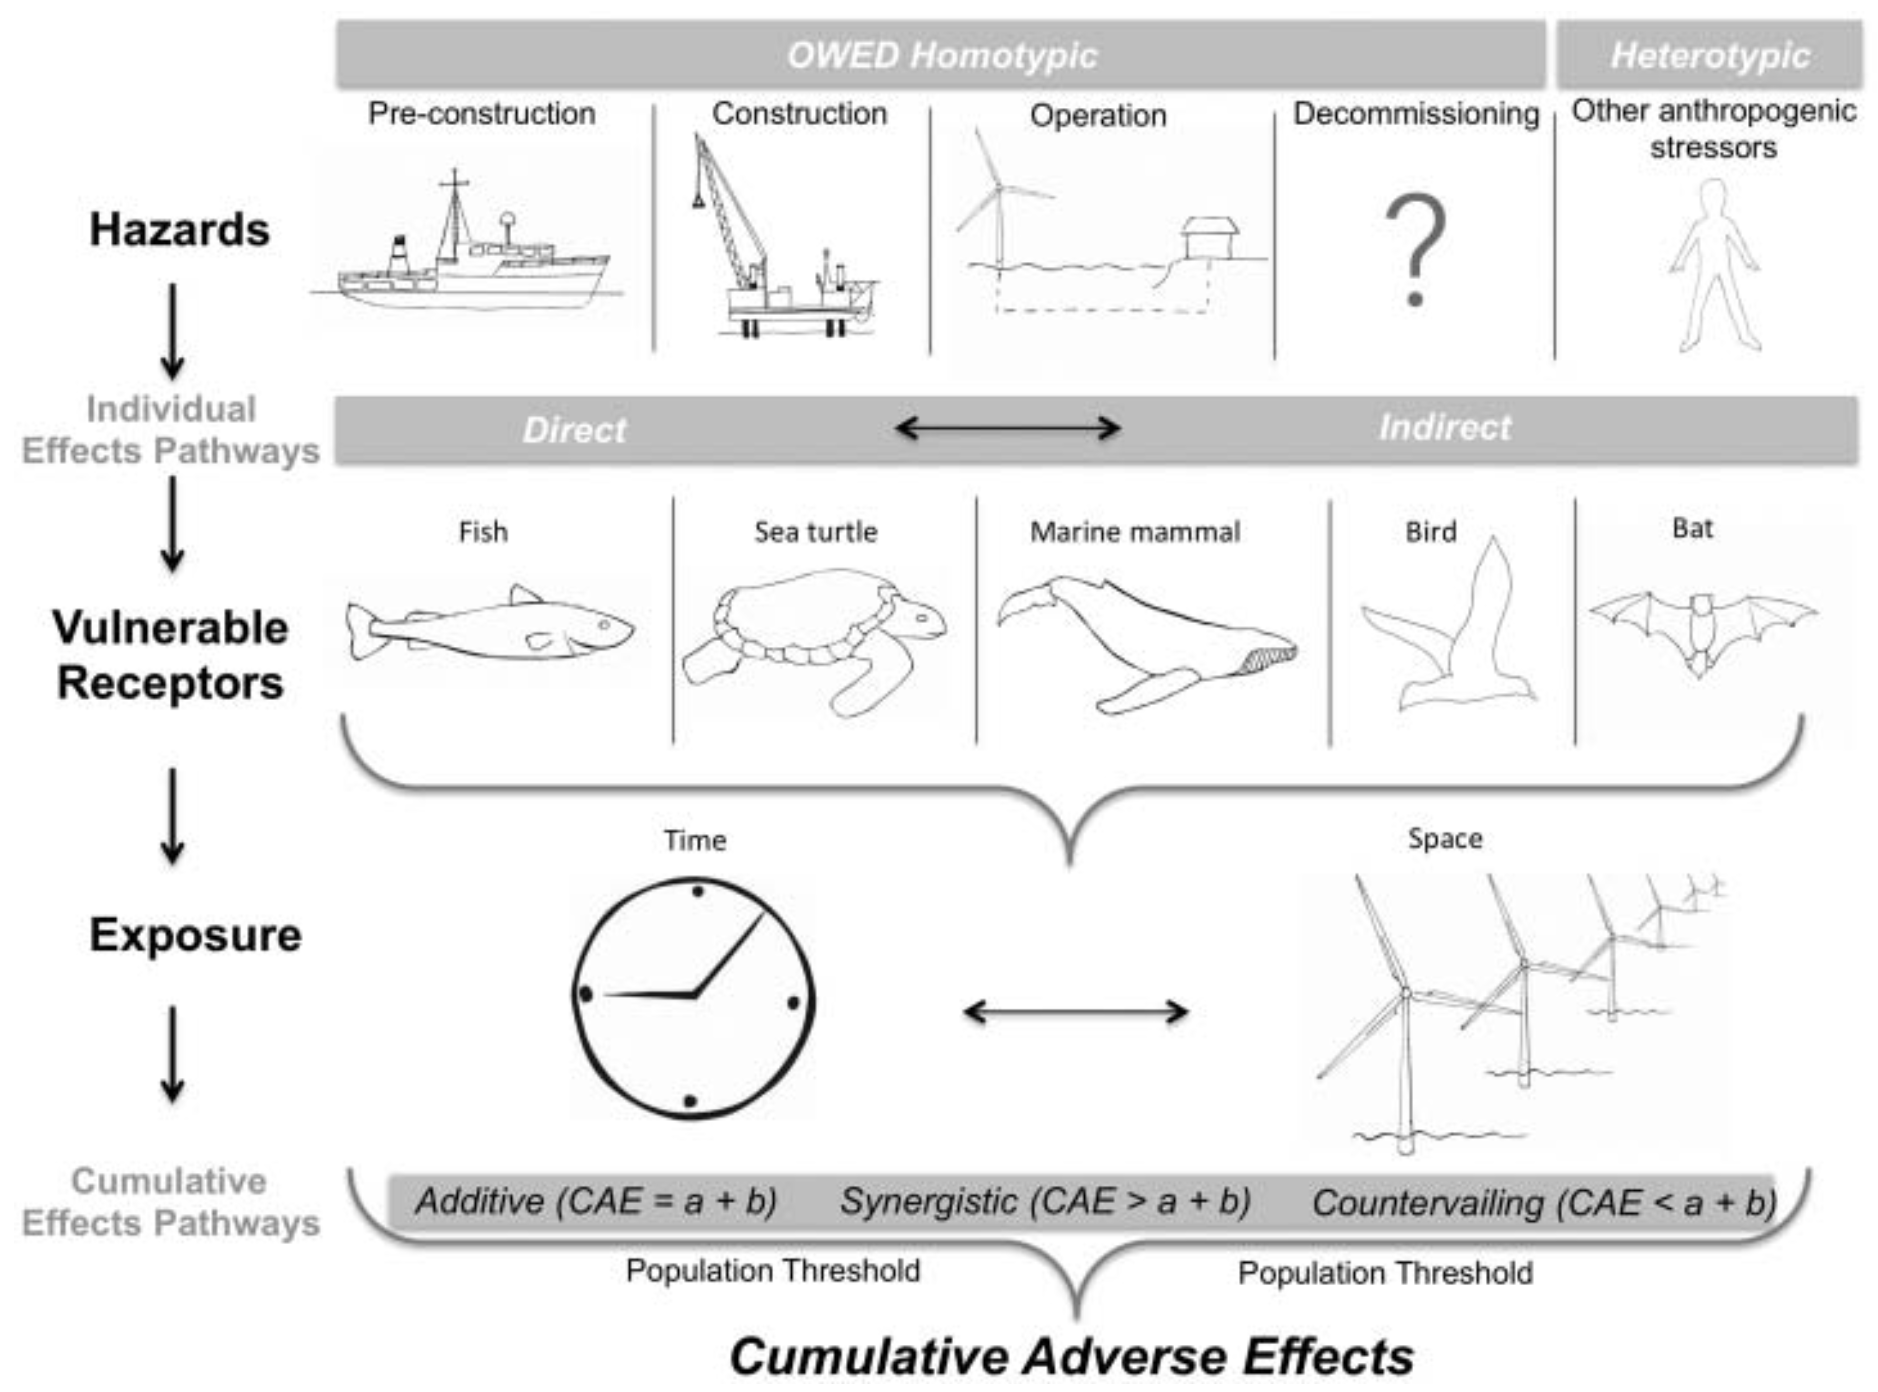 OWED Homotypic
Heterotypic
Pre-construction
Construction
Operation
Decommissioning
Other anthropogenic
stressors
Hazards
?
Individual
Effects Pathways
Direct
Indirect
Fish
Sea turtle
Marine mammal
Bird
Bat
Vulnerable
Receptors
Time
Space
Exposure
Cumulative
Effects Pathways
Additive (CAE = a + b)
Synergistic (CAE > a + b)
Countervailing (CAE < a + b)
Population Threshold
Population Threshold
Cumulative Adverse Effects